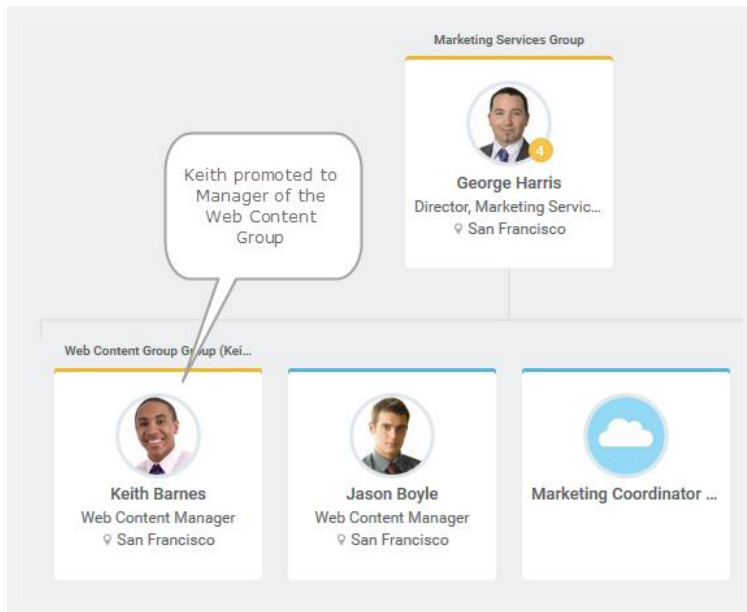 Marketing Services Group
4
George Harris
Director, Marketing Servic...
San Francisco
Keith promoted to
Manager of the
Web Content
Group
Web Content Group Group (Kei...
Keith Barnes
Web Content Manager
San Francisco
Jason Boyle
Web Content Manager
San Francisco
Marketing Coordinator ...